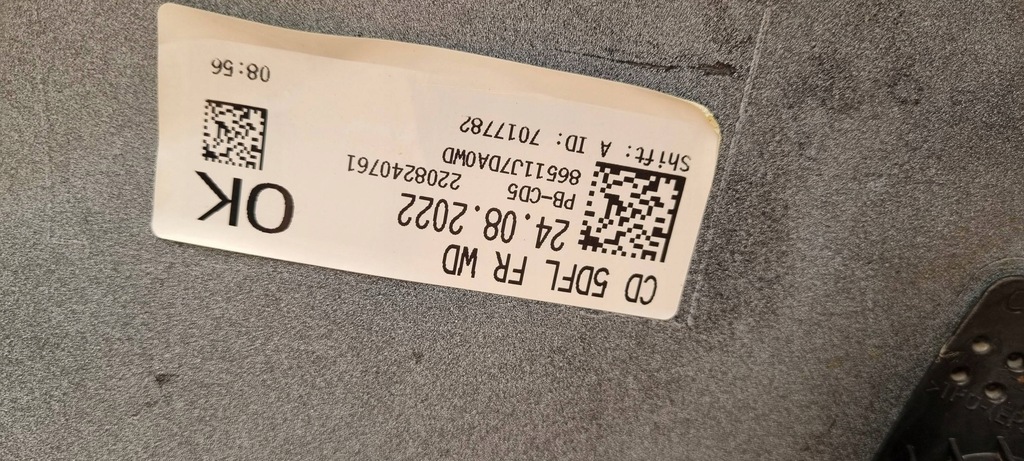 CD 5DFL FR WD
24.08.2022
OK
PB-CD5 2208240761
86511J7DA0WD
Shift: A ID: 7017782
08:56